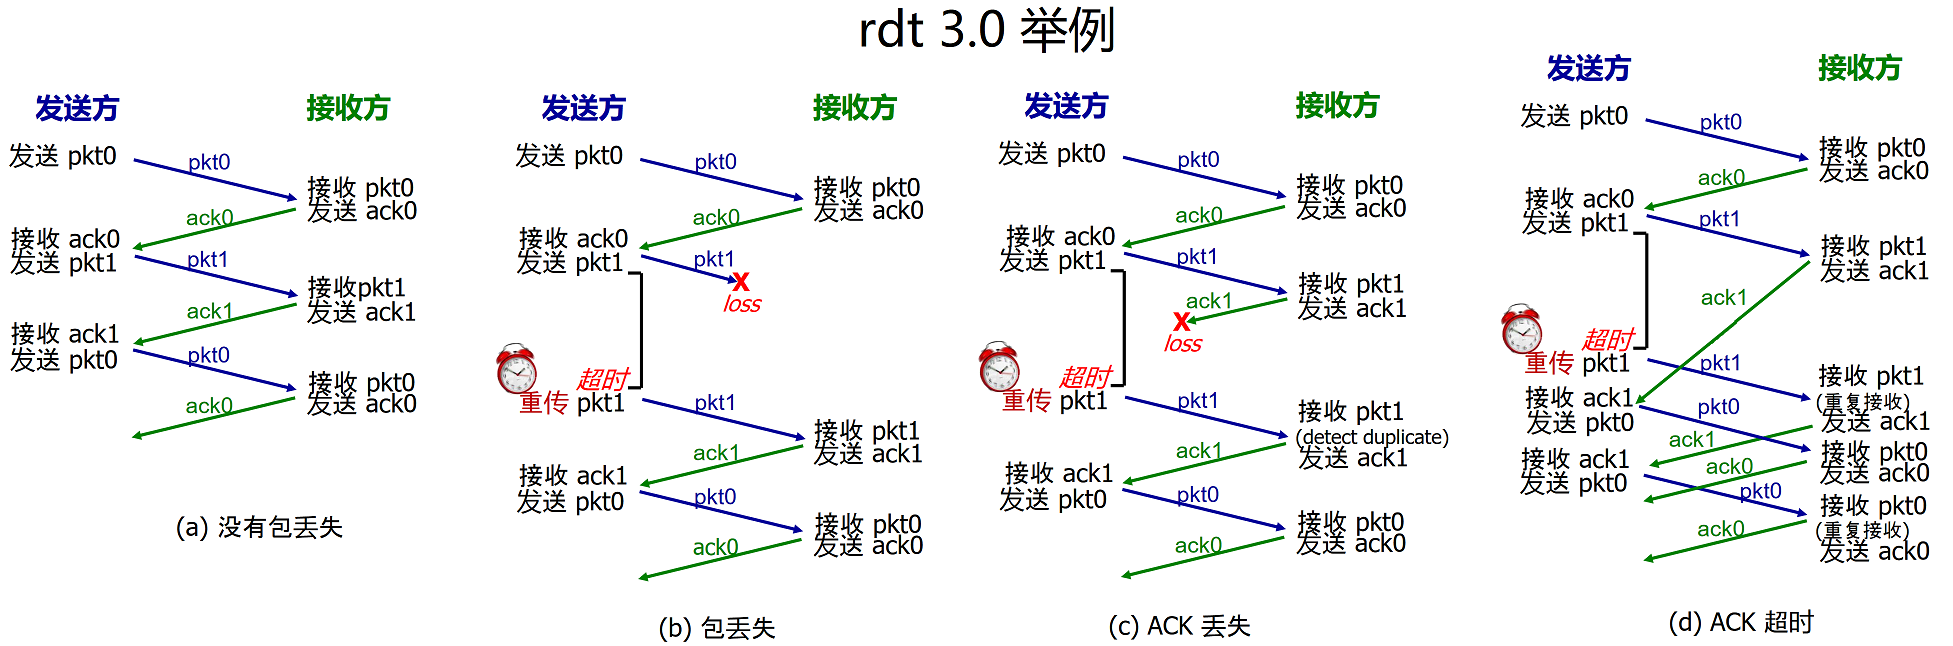 rdt 3.0 举例
发送方
接收方
发送 pkt0
pkt0
接收 pkt0
发送 ack0
ack0
接收 ack0
发送 pkt1
pkt1
接收pkt1
发送 ack1
ack1
接收 ack1
发送 pkt0
pkt0
接收 pkt0
发送 ack0
ack0
(a) 没有包丢失
发送方
接收方
发送 pkt0
pkt0
接收 pkt0
发送 ack0
ack0
接收 ack0
发送 pkt1
pkt1
X
loss
超时
重传 pkt1
pkt1
接收 pkt1
发送 ack1
ack1
接收 ack1
发送 pkt0
pkt0
接收 pkt0
发送 ack0
ack0
(b) 包丢失
发送方
接收方
发送 pkt0
pkt0
接收 pkt0
发送 ack0
ack0
接收 ack0
发送 pkt1
pkt1
接收 pkt1
发送 ack1
ack1
X
loss
超时
重传 pkt1
pkt1
接收 pkt1
(detect duplicate)
发送 ack1
ack1
接收 ack1
发送 pkt0
pkt0
接收 pkt0
发送 ack0
ack0
(c) ACK 丢失
发送方
接收方
发送 pkt0
pkt0
接收 pkt0
发送 ack0
ack0
接收 ack0
发送 pkt1
pkt1
接收 pkt1
发送 ack1
ack1
超时
重传 pkt1
pkt1
接收 pkt1
(重复接收)
发送 ack1
接收 ack1
发送 pkt0
pkt0
ack1
接收 pkt0
发送 ack0
ack0
接收 ack1
发送 pkt0
pkt0
接收 pkt0
(重复接收)
发送 ack0
ack0
(d) ACK 超时